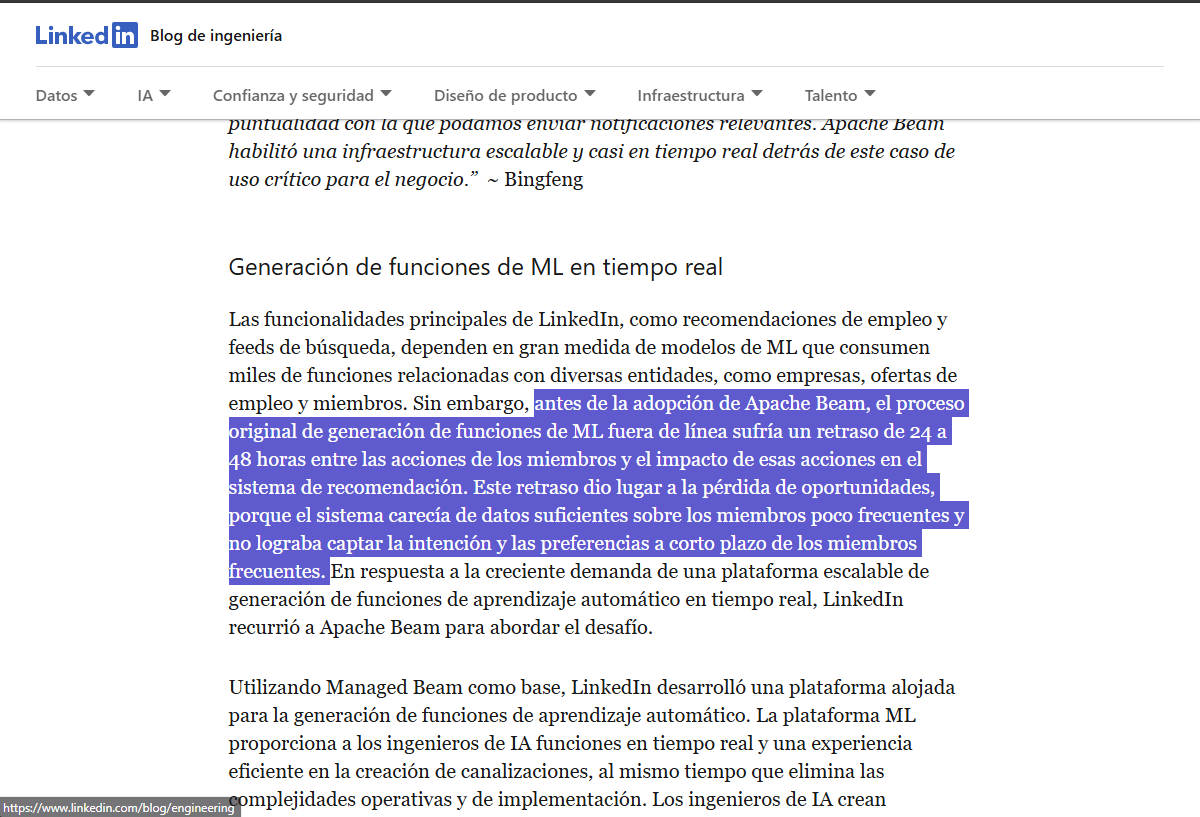 LinkedIn Blog de ingeniería
Datos IA Confianza y seguridad Diseño de producto Infraestructura Talento
puntualidad con la que podamos enviar notificaciones relevantes. Apache Beam
habilitó una infraestructura escalable y casi en tiempo real detrás de este caso de
uso crítico para el negocio.” ~ Bingfeng
Generación de funciones de ML en tiempo real
Las funcionalidades principales de LinkedIn, como recomendaciones de empleo y
feeds de búsqueda, dependen en gran medida de modelos de ML que consumen
miles de funciones relacionadas con diversas entidades, como empresas, ofertas de
empleo y miembros. Sin embargo, antes de la adopción de Apache Beam, el proceso
original de generación de funciones de ML fuera de línea sufría un retraso de 24 a
48 horas entre las acciones de los miembros y el impacto de esas acciones en el
sistema de recomendación. Este retraso dio lugar a la pérdida de oportunidades,
porque el sistema carecía de datos suficientes sobre los miembros poco frecuentes y
no lograba captar la intención y las preferencias a corto plazo de los miembros
frecuentes. En respuesta a la creciente demanda de una plataforma escalable de
generación de funciones de aprendizaje automático en tiempo real, LinkedIn
recurrió a Apache Beam para abordar el desafío.
Utilizando Managed Beam como base, LinkedIn desarrolló una plataforma alojada
para la generación de funciones de aprendizaje automático. La plataforma ML
proporciona a los ingenieros de IA funciones en tiempo real y una experiencia
eficiente en la creación de canalizaciones, al mismo tiempo que elimina las
complejidades operativas y de implementación. Los ingenieros de IA crean
https://www.linkedin.com/blog/engineering